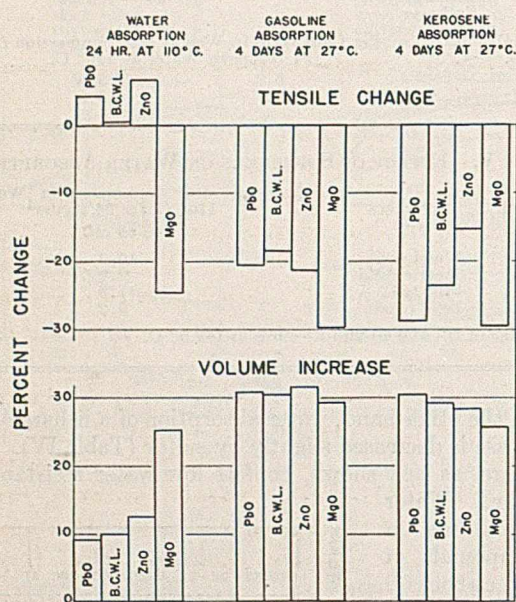 WATER ABSORPTION 24 HR. AT 110°C.
GASOLINE ABSORPTION 4 DAYS AT 27°C.
KEROSENE ABSORPTION 4 DAYS AT 27°C.
PERCENT CHANGE
TENSILE CHANGE
PbO
B.C.W.L.
ZnO
MgO
PbO
B.C.W.L.
ZnO
MgO
PbO
B.C.W.L.
ZnO
MgO
0
-10
-20
-30
VOLUME INCREASE
30
20
10
0
PbO
B.C.W.L.
ZnO
MgO
PbO
B.C.W.L.
ZnO
MgO
PbO
B.C.W.L.
ZnO
MgO